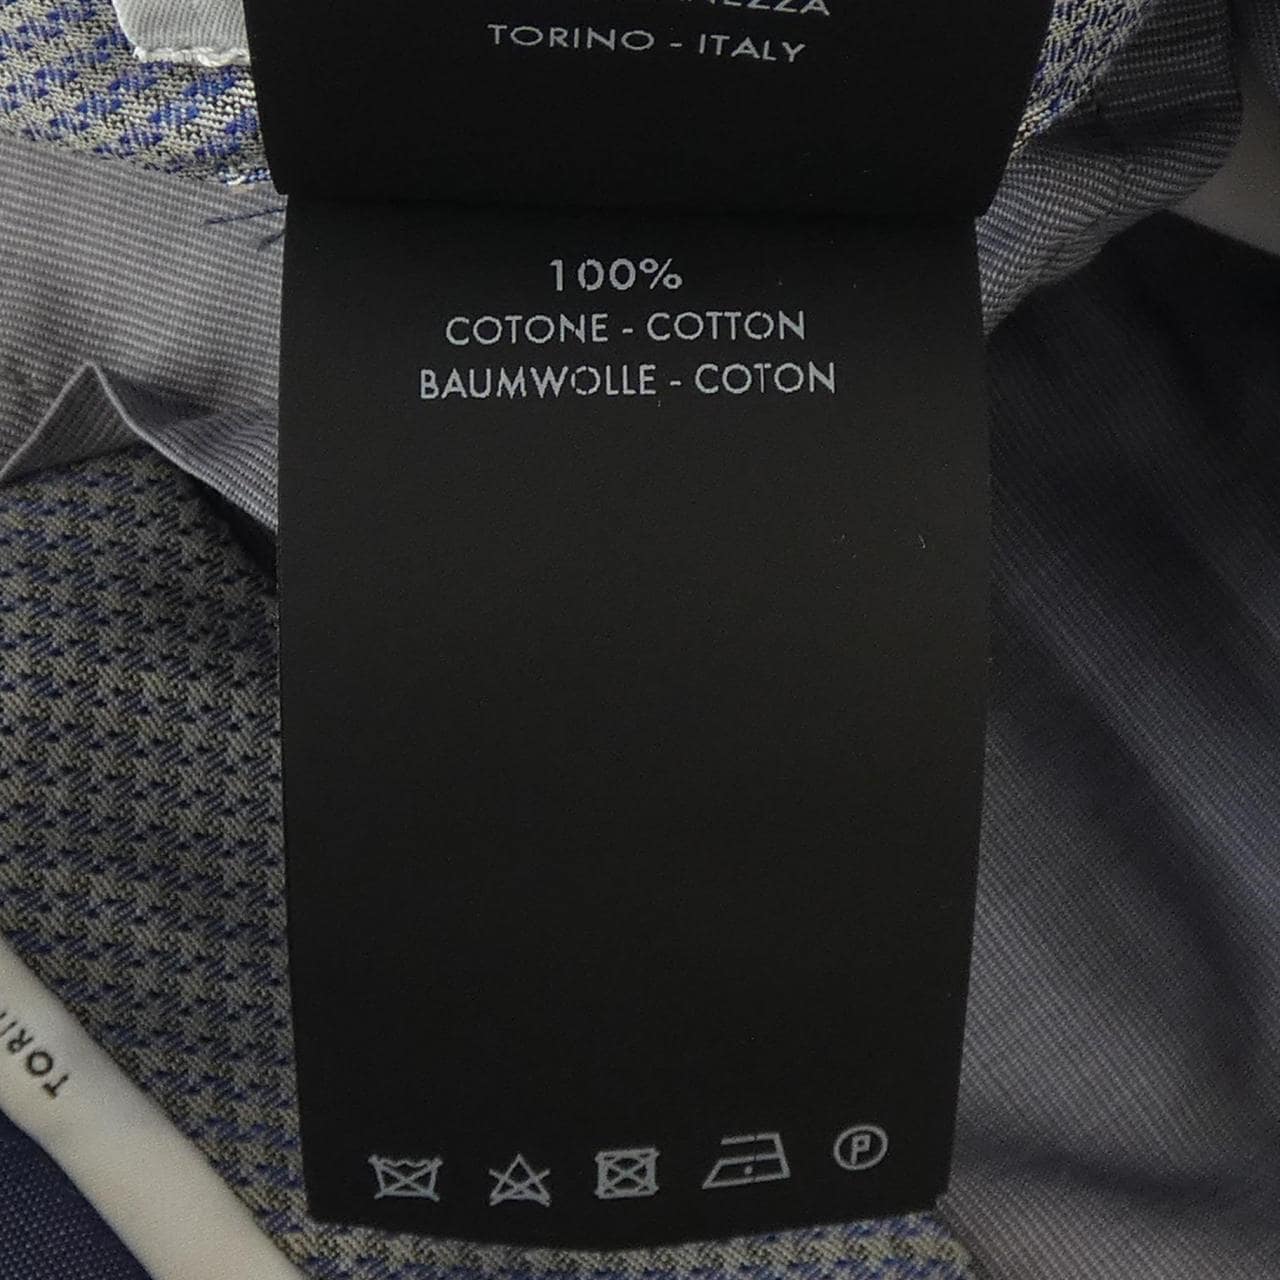 TORINO - ITALY
100%
COTONE - COTTON
BAUMWOLLE - COTON
P